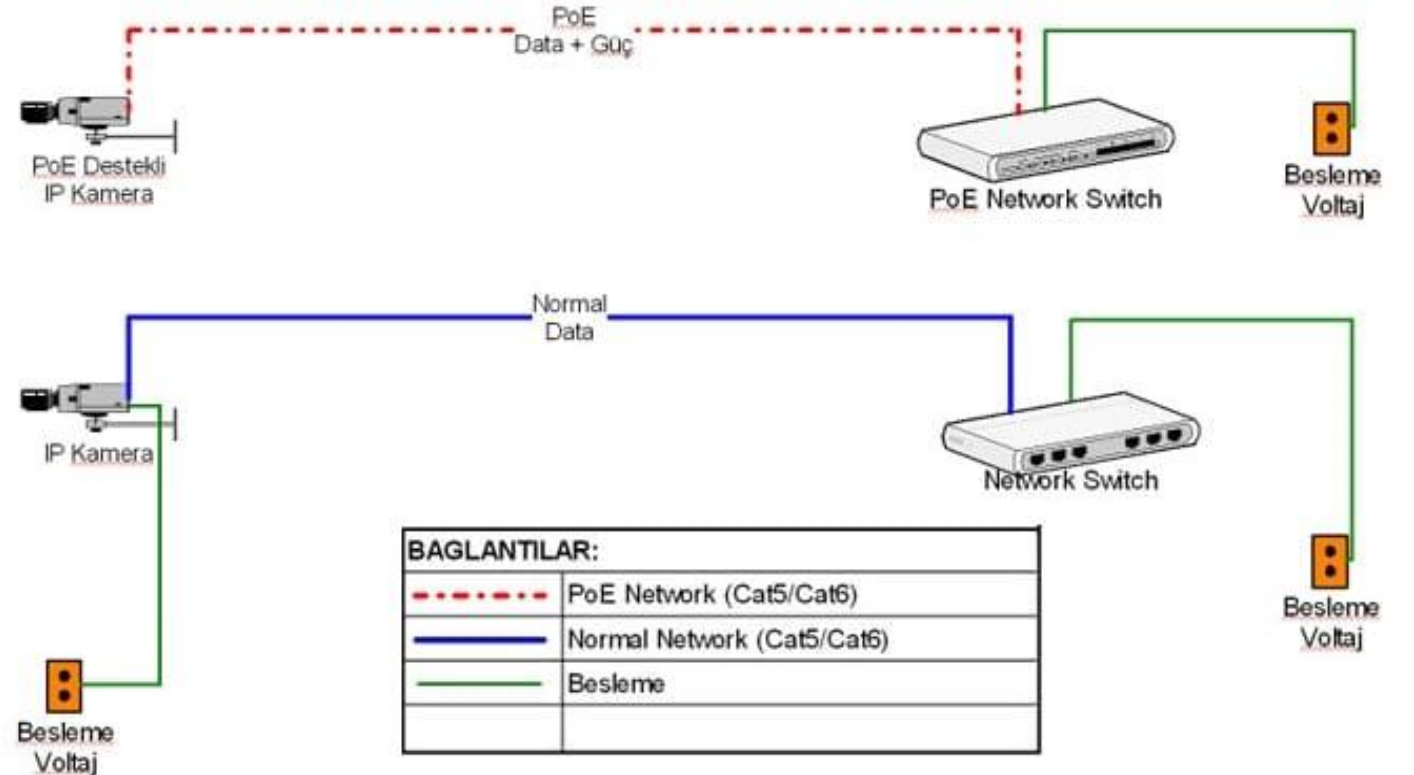 PoE
Data + Güç
PoE Destekli
IP Kamera
PoE Network Switch
Besleme
Voltaj
Normal
Data
IP Kamera
Network Switch
BAGLANTILAR:
PoE Network (Cat5/Cat6)
Normal Network (Cat5/Cat6)
Besleme
Besleme
Voltaj
Besleme
Voltaj